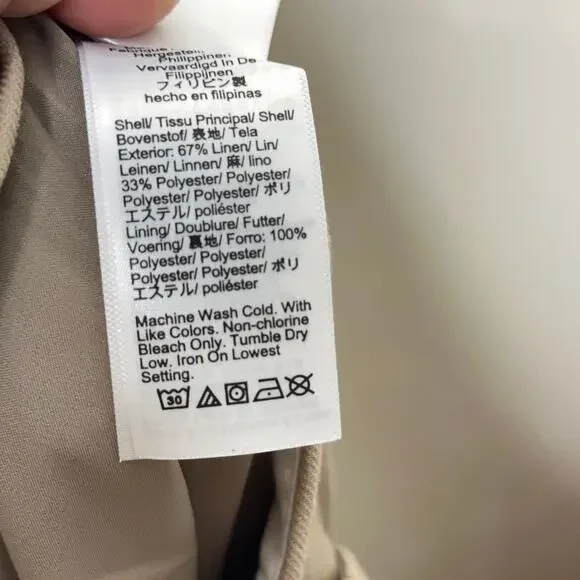 Hergestellt
Philippinen
Vervaardigd In De
Filippijnen
フィリピン製
hecho en filipinas
Shell/ Tissu Principal/ Shell/
Bovenstof/ 表地/ Tela
Exterior: 67% Linen/ Lin/
Leinen/ Linnen/ 麻/ lino
33% Polyester/ Polyester/
Polyester/ Polyester/ ポリ
エステル/ poliéster
Lining/ Doublure/ Futter/
Voering/ 裏地/ Forro: 100%
Polyester/ Polyester/
Polyester/ Polyester/ ポリ
エステル/ poliéster
Machine Wash Cold. With
Like Colors. Non-chlorine
Bleach Only. Tumble Dry
Low. Iron On Lowest
Setting.
30